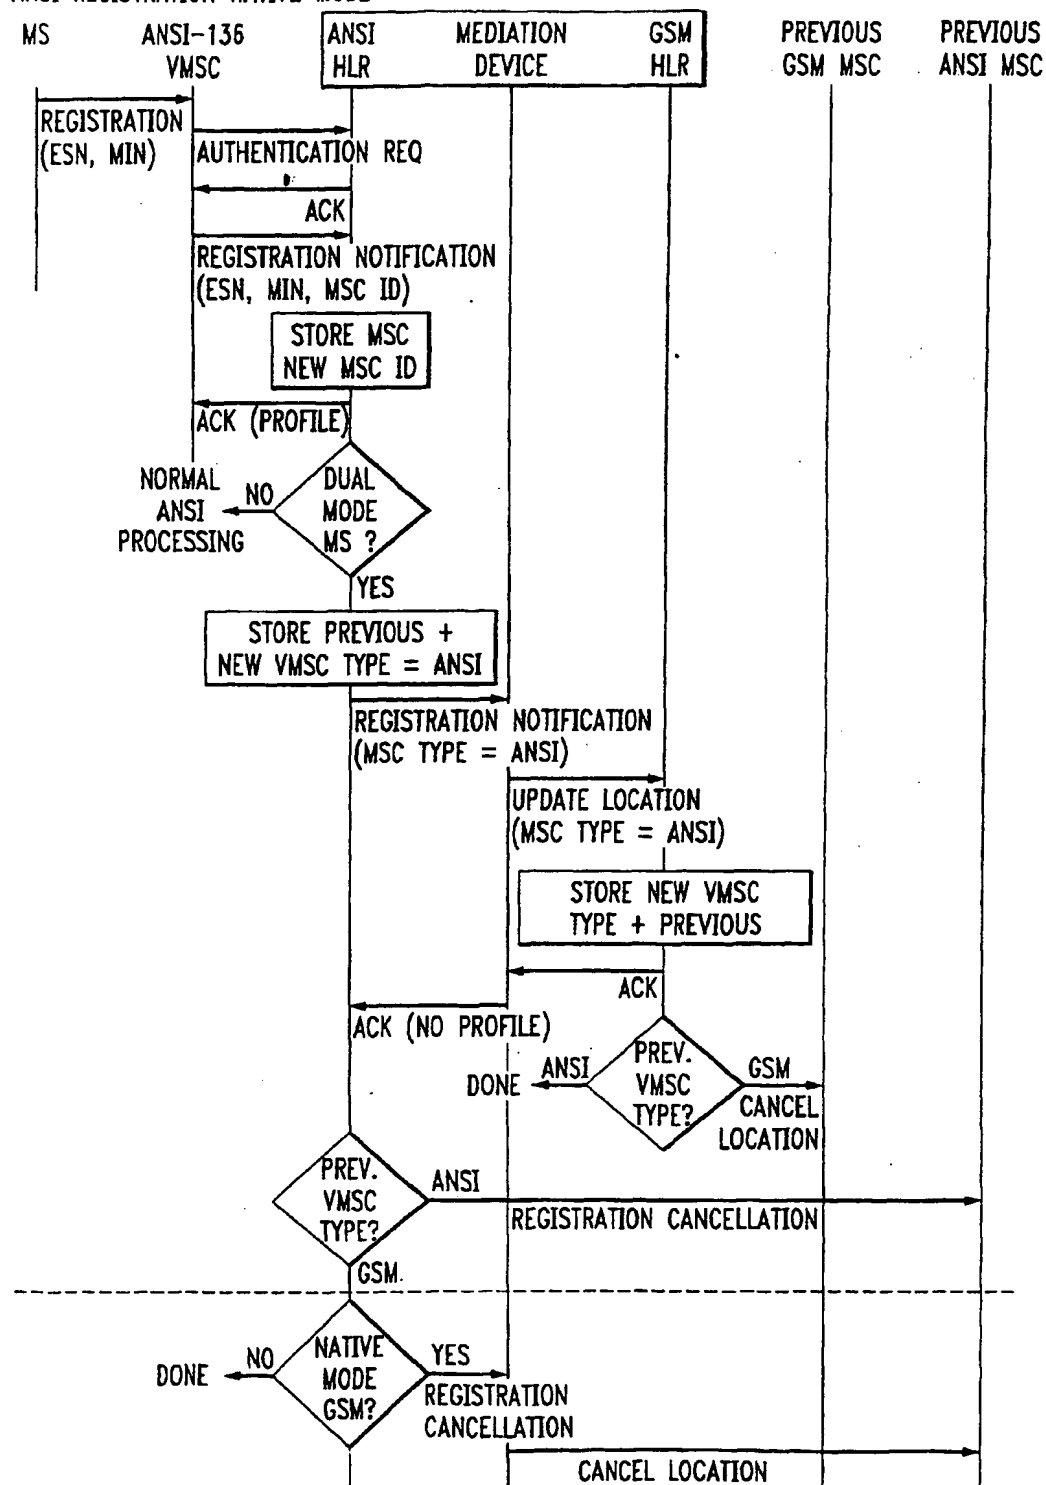 MS
ANSI-136
VMSC
ANSI
HLR
MEDIATION
DEVICE
GSM
HLR
PREVIOUS
GSM MSC
PREVIOUS
ANSI MSC
REGISTRATION
(ESN, MIN)
AUTHENTICATION REQ
ACK
REGISTRATION NOTIFICATION
(ESN, MIN, MSC ID)
STORE MSC
NEW MSC ID
ACK (PROFILE)
DUAL
MODE
MS ?
NO
NORMAL
ANSI
PROCESSING
YES
STORE PREVIOUS +
NEW VMSC TYPE = ANSI
REGISTRATION NOTIFICATION
(MSC TYPE = ANSI)
UPDATE LOCATION
(MSC TYPE = ANSI)
STORE NEW VMSC
TYPE + PREVIOUS
ACK
ACK (NO PROFILE)
PREV.
VMSC
TYPE?
ANSI
DONE
GSM
CANCEL
LOCATION
PREV.
VMSC
TYPE?
ANSI
REGISTRATION CANCELLATION
GSM
NATIVE
MODE
GSM?
NO
DONE
YES
REGISTRATION
CANCELLATION
CANCEL LOCATION